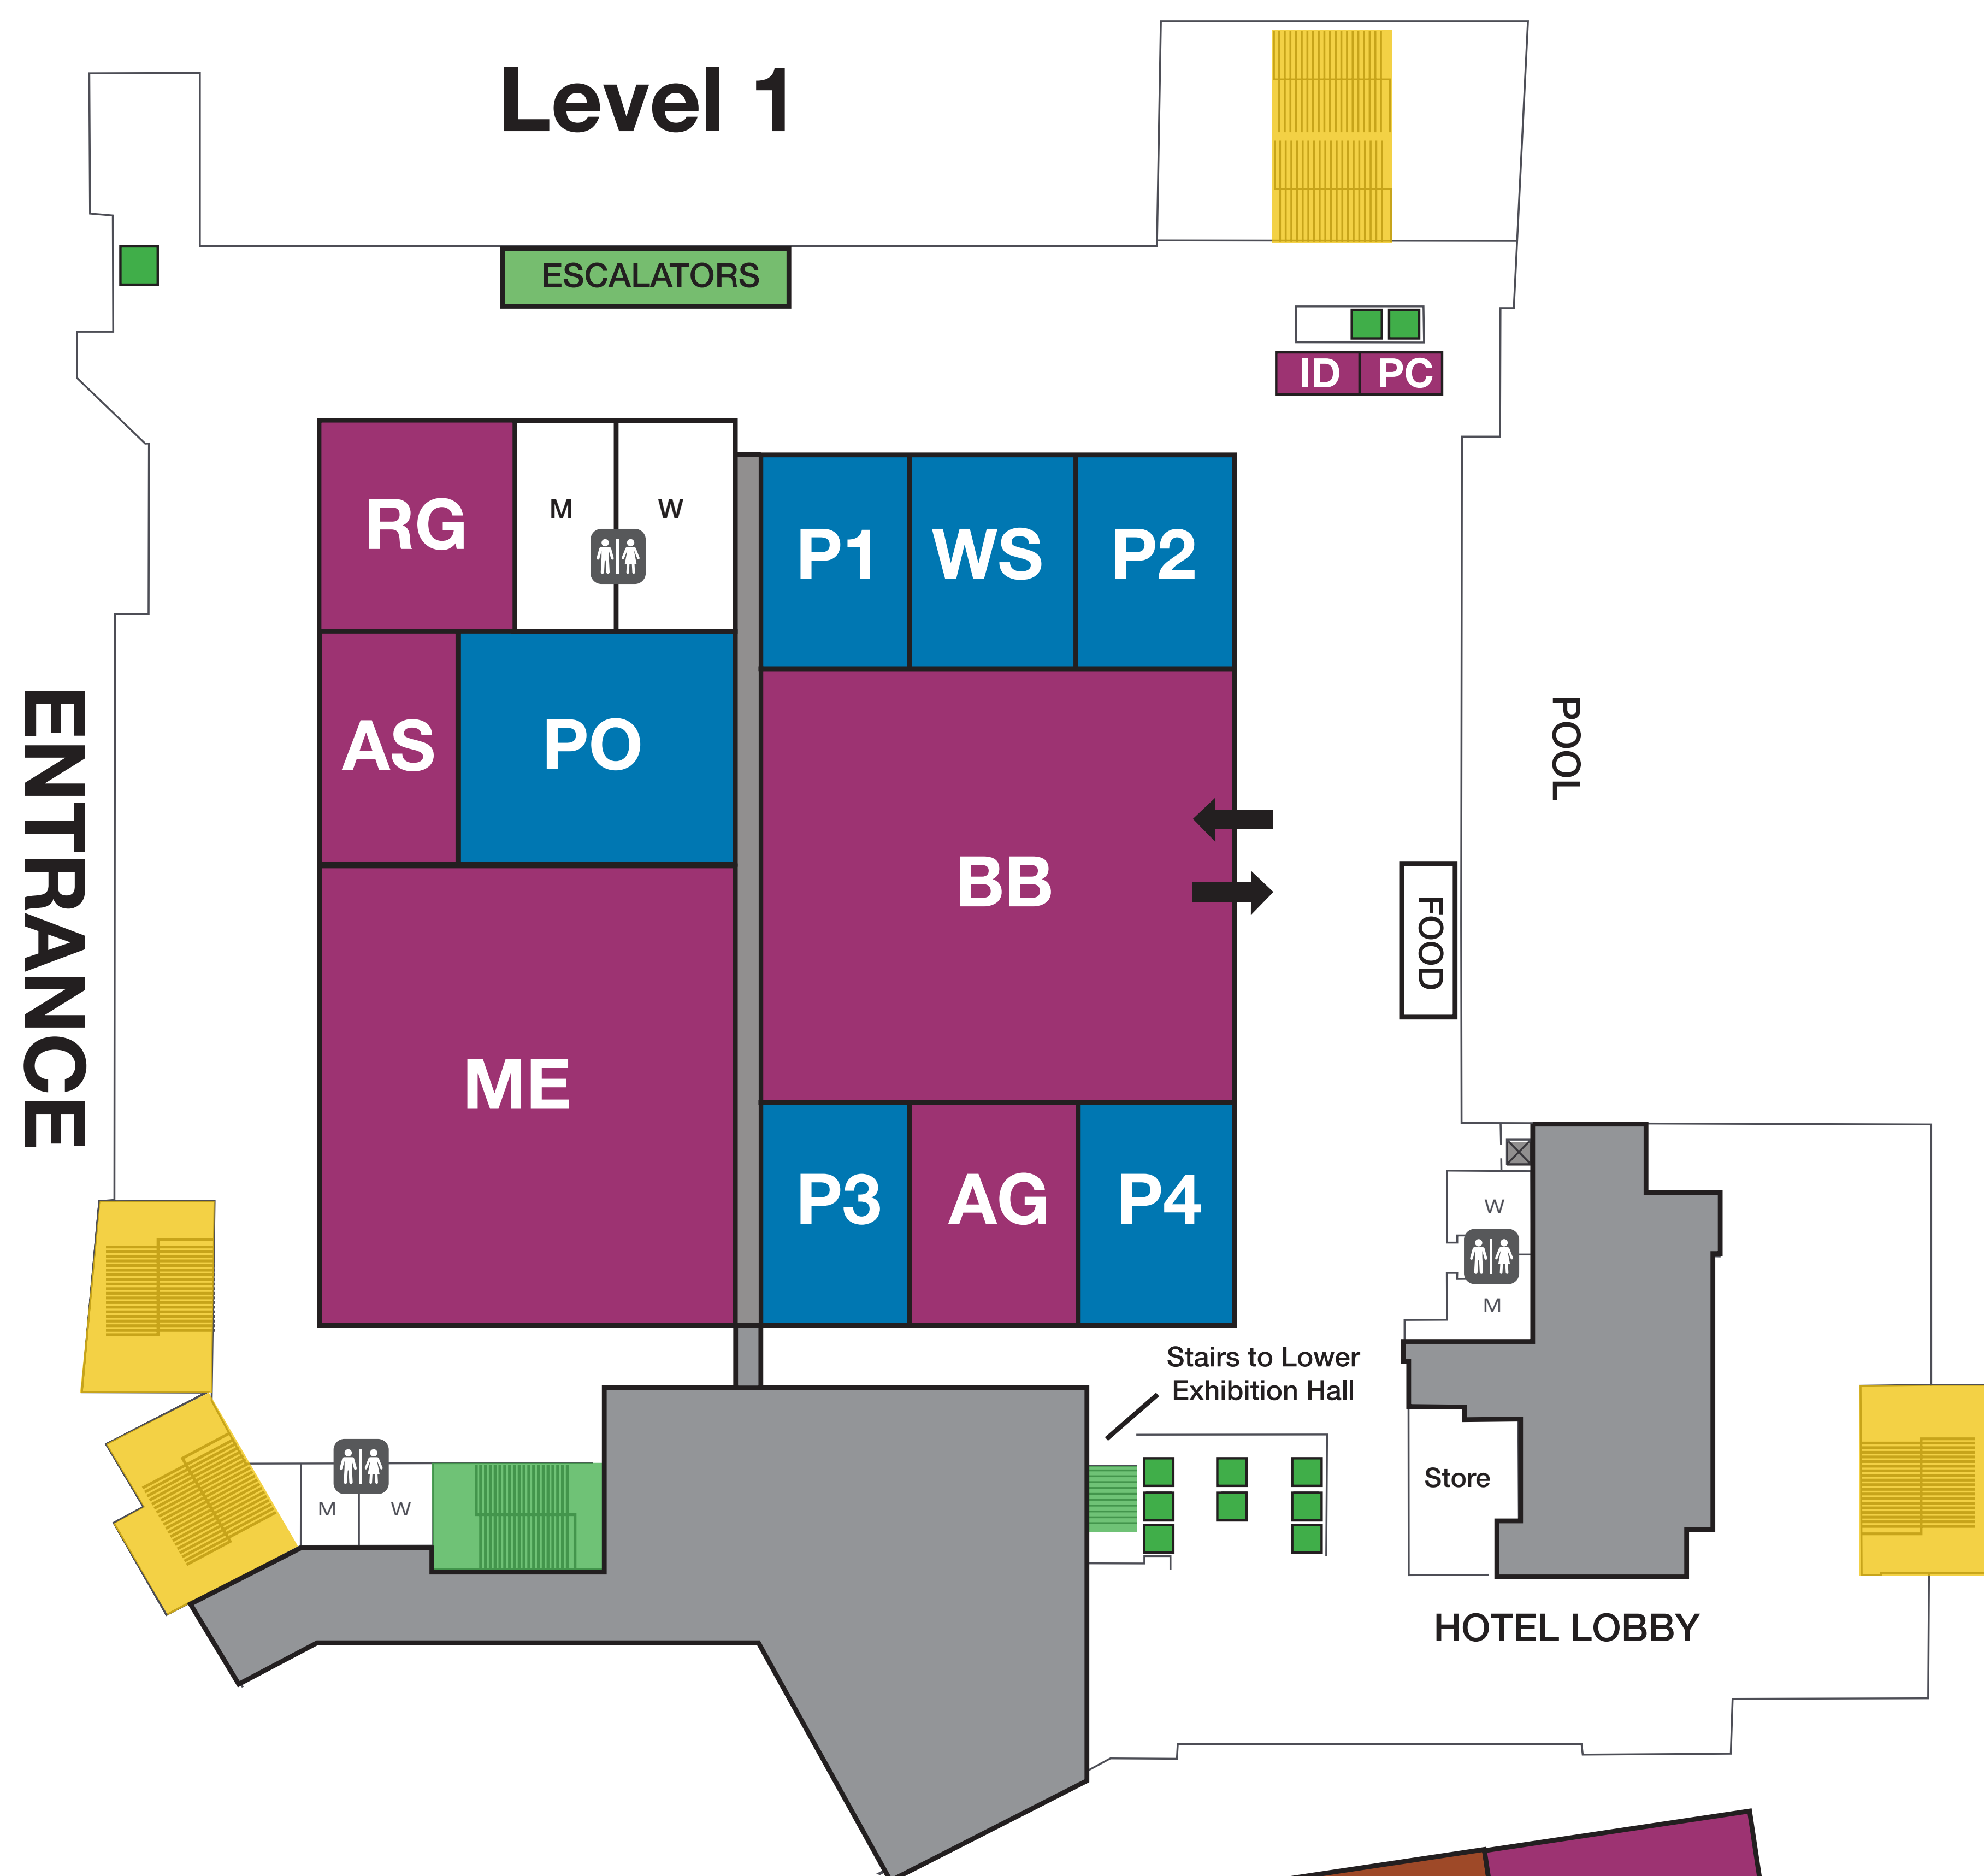 Level 1
ESCALATORS
ID PC
RG
M W
P1 WS P2
ENTRANCE
AS PO
POOL
BB
FOOD
ME
P3 AG P4
W
M
Stairs to Lower
Exhibition Hall
Store
M W
HOTEL LOBBY